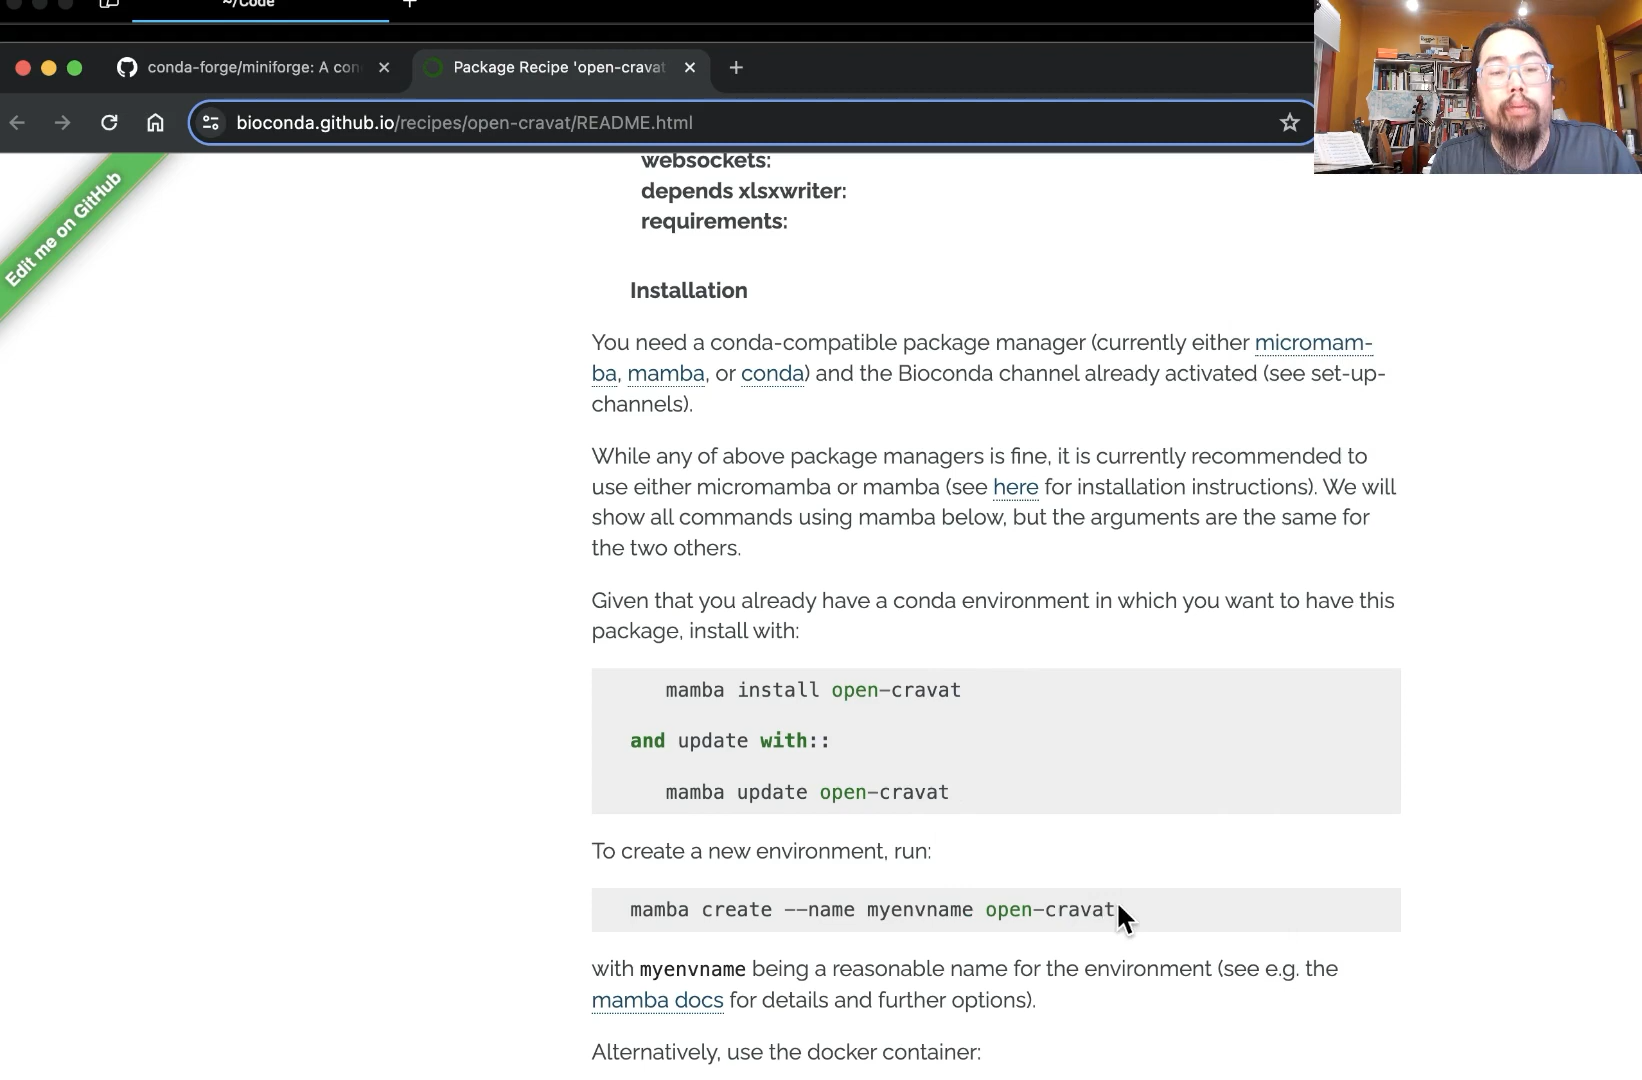 ~/Code
conda-forge/miniforge: A con
Package Recipe 'open-cravat
bioconda.github.io/recipes/open-cravat/README.html
Edit me on GitHub
websockets:
depends xlsxwriter:
requirements:
Installation
You need a conda-compatible package manager (currently either micromam-
ba, mamba, or conda) and the Bioconda channel already activated (see set-up-
channels).
While any of above package managers is fine, it is currently recommended to
use either micromamba or mamba (see here for installation instructions). We will
show all commands using mamba below, but the arguments are the same for
the two others.
Given that you already have a conda environment in which you want to have this
package, install with:
mamba install open-cravat
and update with::
mamba update open-cravat
To create a new environment, run:
mamba create --name myenvname open-cravat
with myenvname being a reasonable name for the environment (see e.g. the
mamba docs for details and further options).
Alternatively, use the docker container: